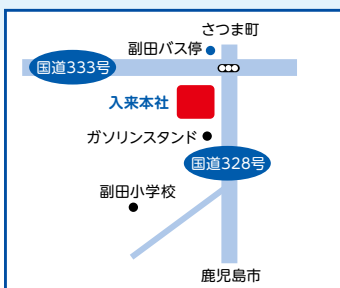 さつま町
副田バス停
国道333号
入来本社
ガソリンスタンド
国道328号
副田小学校
鹿児島市